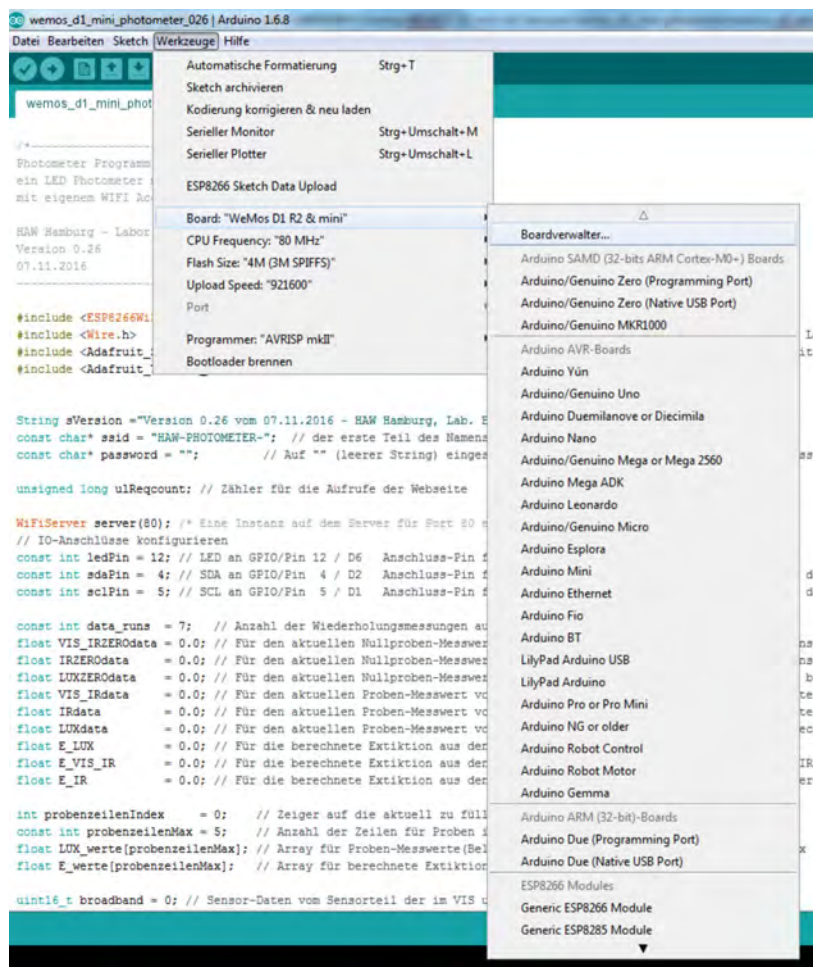 wemos_d1_mini_photometer_026 | Arduino 1.6.8
Datei Bearbeiten Sketch Werkzeuge Hilfe
wemos_d1_mini_phot
Automatische Formatierung Strg+T
Sketch archivieren
Kodierung korrigieren & neu laden
Serieller Monitor Strg+Umschalt+M
Serieller Plotter Strg+Umschalt+L
ESP8266 Sketch Data Upload
Board: "WeMos D1 R2 & mini"
CPU Frequency: "80 MHz"
Flash Size: "4M (3M SPIFFS)"
Upload Speed: "921600"
Port
Programmer: "AVRISP mkII"
Bootloader brennen
Boardverwalter...
Arduino SAMD (32-bits ARM Cortex-M0+) Boards
Arduino/Genuino Zero (Programming Port)
Arduino/Genuino Zero (Native USB Port)
Arduino/Genuino MKR1000
Arduino AVR-Boards
Arduino Yún
Arduino/Genuino Uno
Arduino Duemilanove or Diecimila
Arduino Nano
Arduino/Genuino Mega or Mega 2560
Arduino Mega ADK
Arduino Leonardo
Arduino/Genuino Micro
Arduino Esplora
Arduino Mini
Arduino Ethernet
Arduino Fio
Arduino BT
LilyPad Arduino USB
LilyPad Arduino
Arduino Pro or Pro Mini
Arduino NG or older
Arduino Robot Control
Arduino Robot Motor
Arduino Gemma
Arduino ARM (32-bit)-Boards
Arduino Due (Programming Port)
Arduino Due (Native USB Port)
ESP8266 Modules
Generic ESP8266 Module
Generic ESP8285 Module
/*
Photometer Programm
ein LED Photometer
mit eigenem WIFI Ac
HAW Hamburg - Labor
Version 0.26
07.11.2016
#include <ESP8266Wi
#include <Wire.h>
#include <Adafruit_
#include <Adafruit_
String sVersion ="Version 0.26 vom 07.11.2016 - HAW Hamburg, Lab. E
const char* ssid = "HAW-PHOTOMETER-"; // der erste Teil des Namens
const char* password = ""; // Auf "" (leerer String) einges
unsigned long ulReqcount; // Zähler für die Aufrufe der Webseite
WiFiServer server(80); /* Eine Instanz auf dem Server für Port 80
// IO-Anschlüsse konfigurieren
const int ledPin = 12; // LED an GPIO/Pin 12 / D6 Anschluss-Pin f
const int sdaPin = 4; // SDA an GPIO/Pin 4 / D2 Anschluss-Pin f
const int sclPin = 5; // SCL an GPIO/Pin 5 / D1 Anschluss-Pin f
const int data_runs = 7; // Anzahl der Wiederholungsmessungen au
float VIS_IRZEROdata = 0.0; // Für den aktuellen Nullproben-Messwer
float IRZEROdata = 0.0; // Für den aktuellen Nullproben-Messwer
float LUXZEROdata = 0.0; // Für den aktuellen Nullproben-Messwer
float VIS_IRdata = 0.0; // Für den aktuellen Proben-Messwert vo
float IRdata = 0.0; // Für den aktuellen Proben-Messwert vo
float LUXdata = 0.0; // Für den aktuellen Proben-Messwert vo
float E_LUX = 0.0; // Für die berechnete Extiktion aus den
float E_VIS_IR = 0.0; // Für die berechnete Extiktion aus den
float E_IR = 0.0; // Für die berechnete Extiktion aus der
int probenzeilenIndex = 0; // Zeiger auf die aktuell zu füll
const int probenzeilenMax = 5; // Anzahl der Zeilen für Proben i
float LUX_werte[probenzeilenMax]; // Array für Proben-Messwerte(Bel
float E_werte[probenzeilenMax]; // Array für berechnete Extiktion
uint16_t broadband = 0; // Sensor-Daten vom Sensorteil der im VIS u